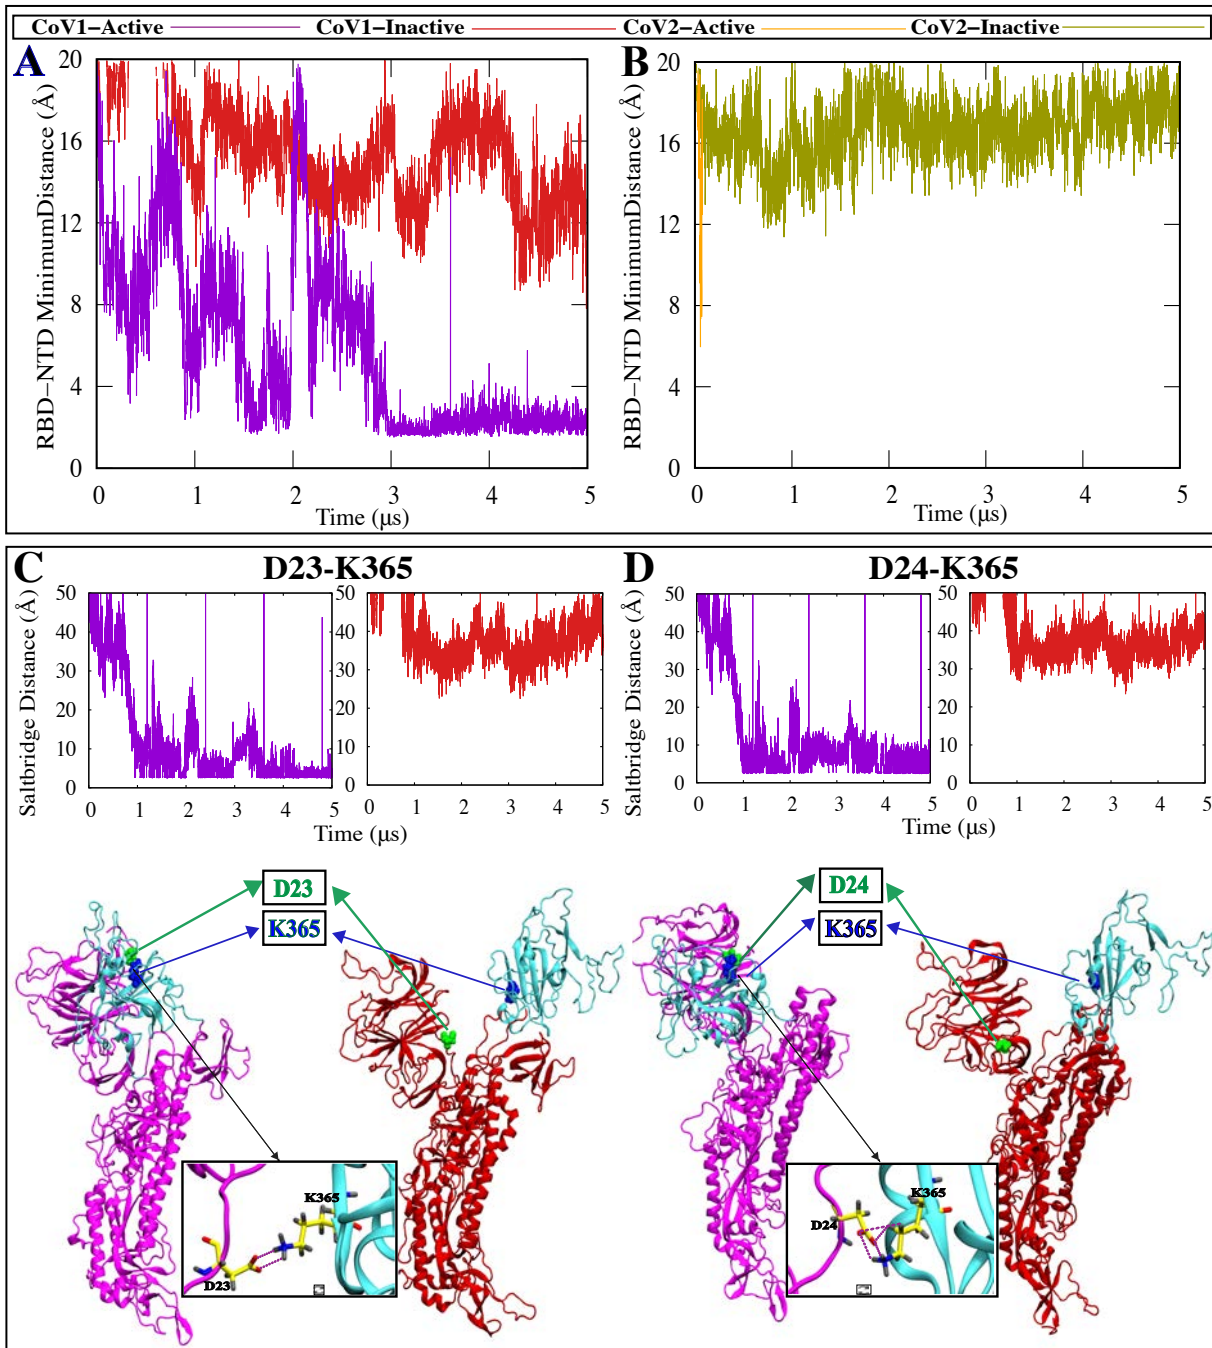 CoV1−Active CoV1−Inactive CoV2−Active CoV2−Inactive
A
B
RBD−NTD MinimumDistance (Å)
20
16
12
8
4
0
0 1 2 3 4 5
Time (μs)
RBD−NTD MinimumDistance (Å)
20
16
12
8
4
0
0 1 2 3 4 5
Time (μs)
C
D23-K365
Saltbridge Distance (Å)
50
40
30
20
10
0
0 1 2 3 4 5
50
40
30
20
10
0
0 1 2 3 4 5
Time (μs)
D
D24-K365
Saltbridge Distance (Å)
50
40
30
20
10
0
0 1 2 3 4 5
50
40
30
20
10
0
0 1 2 3 4 5
Time (μs)
D23
K365
D24
K365
K365
D23
K365
D24